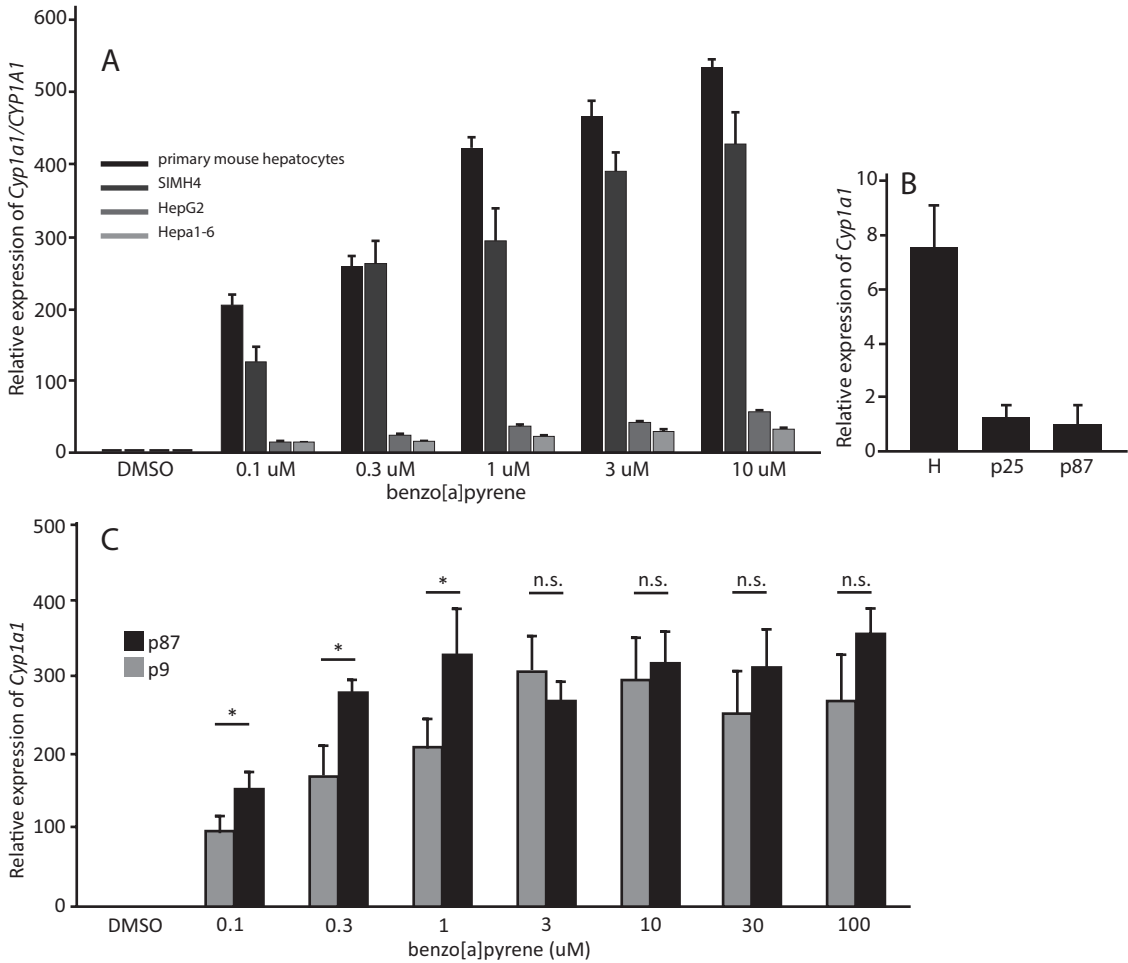 A
Relative expression of Cyp1a1/CYP1A1
600
500
400
300
200
100
0
primary mouse hepatocytes
SIMH4
HepG2
Hepa1-6
DMSO 0.1 uM 0.3 uM 1 uM 3 uM 10 uM
benzo[a]pyrene
B
Relative expression of Cyp1a1
10
8
6
4
2
0
H p25 p87
C
Relative expression of Cyp1a1
500
400
300
200
100
0
p87
p9
* * * n.s. n.s. n.s. n.s.
DMSO 0.1 0.3 1 3 10 30 100
benzo[a]pyrene (uM)